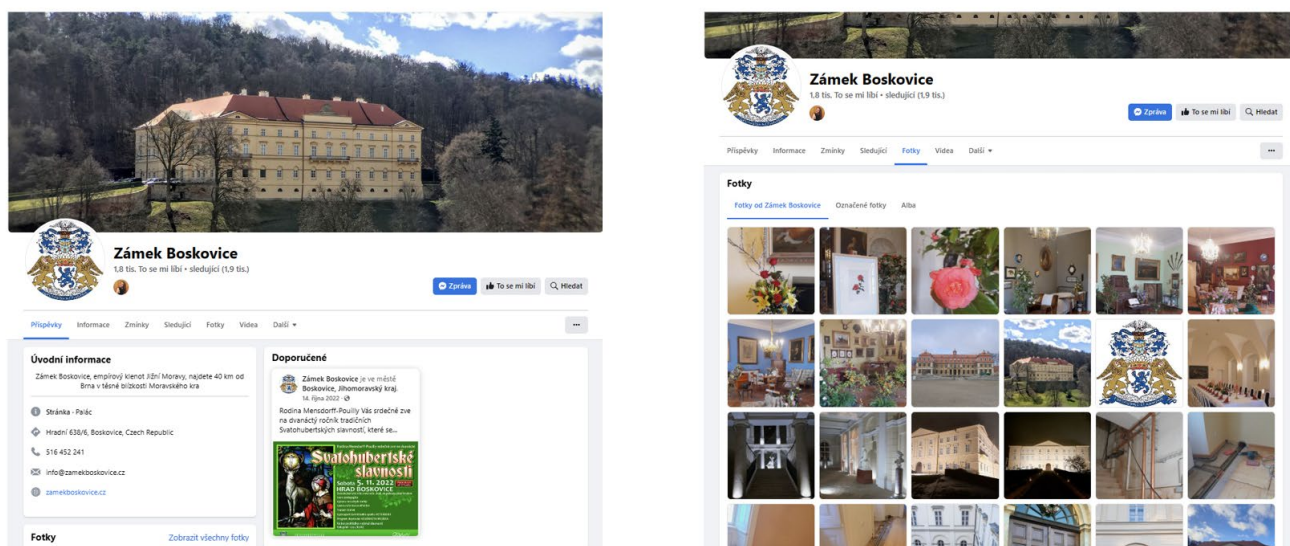 Zámek Boskovice
1,8 tis. To se mi líbí • sledující (1,9 tis.)
Zpráva
To se mi líbí
Hledat
Příspěvky Informace Zmínky Sledující Fotky Videa Další
Úvodní informace
Zámek Boskovice, empírový klenot Jižní Moravy, najdete 40 km od
Brna v těsné blízkosti Moravského kra
Stránka · Palác
Hradní 638/6, Boskovice, Czech Republic
516 452 241
info@zamekboskovice.cz
zamekboskovice.cz
Fotky
Zobrazit všechny fotky
Doporučené
Zámek Boskovice je ve městě
Boskovice, Jihomoravský kraj.
14. října 2022
Rodina Mensdorff-Pouilly Vás srdečně zve
na dvanáctý ročník tradičních
Svatohubertských slavností, které se...
Svatohubertské
slavnosti
Sobota 5. 11. 2022
HRAD BOSKOVICE
Zámek Boskovice
1,8 tis. To se mi líbí • sledující (1,9 tis.)
Zpráva
To se mi líbí
Hledat
Příspěvky Informace Zmínky Sledující Fotky Videa Další
Fotky
Fotky od Zámek Boskovice Označené fotky Alba